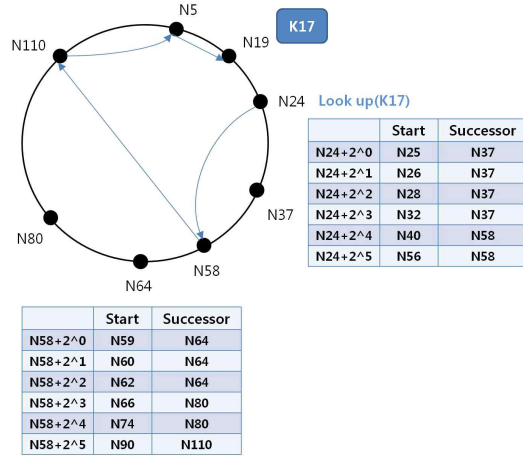 N5
K17
N110
N19
N24
Look up(K17)
Start Successor
N24+2^0 N25 N37
N24+2^1 N26 N37
N24+2^2 N28 N37
N24+2^3 N32 N37
N24+2^4 N40 N58
N24+2^5 N56 N58
N37
N80
N58
N64
Start Successor
N58+2^0 N59 N64
N58+2^1 N60 N64
N58+2^2 N62 N64
N58+2^3 N66 N80
N58+2^4 N74 N80
N58+2^5 N90 N110